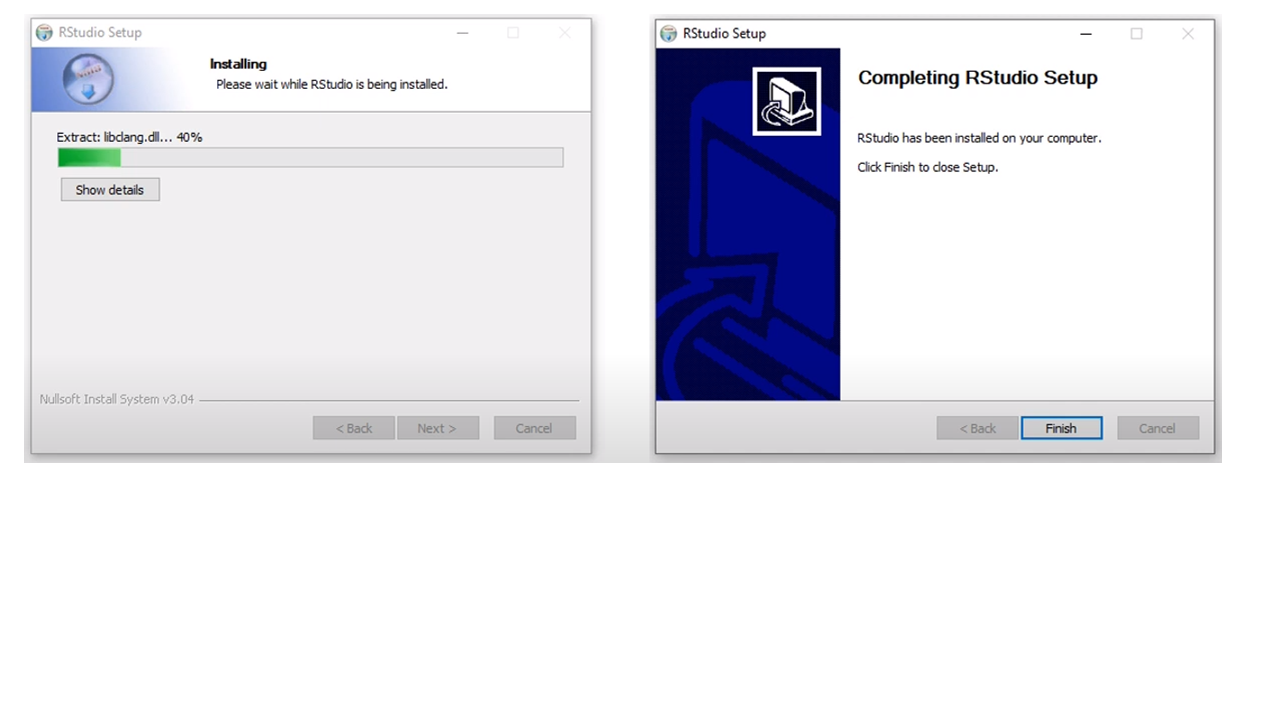 RStudio Setup
Installing
Please wait while RStudio is being installed.
Extract: libclang.dll... 40%
Show details
Nullsoft Install System v3.04
< Back
Next >
Cancel
RStudio Setup
Completing RStudio Setup
RStudio has been installed on your computer.
Click Finish to close Setup.
< Back
Finish
Cancel